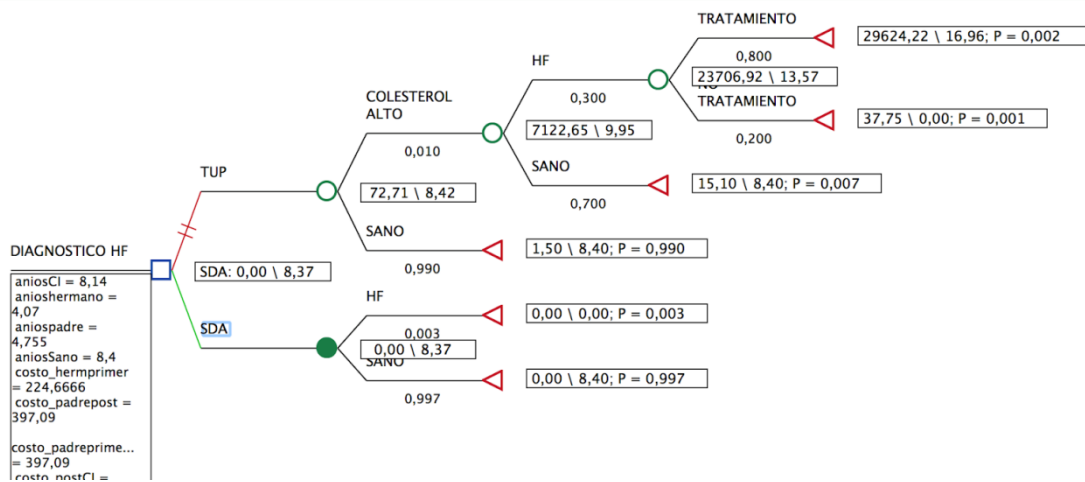 TRATAMIENTO
29624,22 \ 16,96; P = 0,002
0,800
HF
23706,92 \ 13,57
NO
TRATAMIENTO
0,300
COLESTEROL
ALTO
37,75 \ 0,00; P = 0,001
7122,65 \ 9,95
0,200
0,010
SANO
TUP
15,10 \ 8,40; P = 0,007
72,71 \ 8,42
0,700
SANO
DIAGNOSTICO HF
1,50 \ 8,40; P = 0,990
0,990
SDA: 0,00 \ 8,37
aniosCI = 8,14
anioshermano =
4,07
aniospadre =
4,755
aniosSano = 8,4
costo_hermprimer
= 224,6666
costo_padrepost =
397,09
costo_padreprime...
= 397,09
costo_postCI =
HF
0,00 \ 0,00; P = 0,003
SDA
0,003
0,00 \ 8,37
SANO
0,00 \ 8,40; P = 0,997
0,997